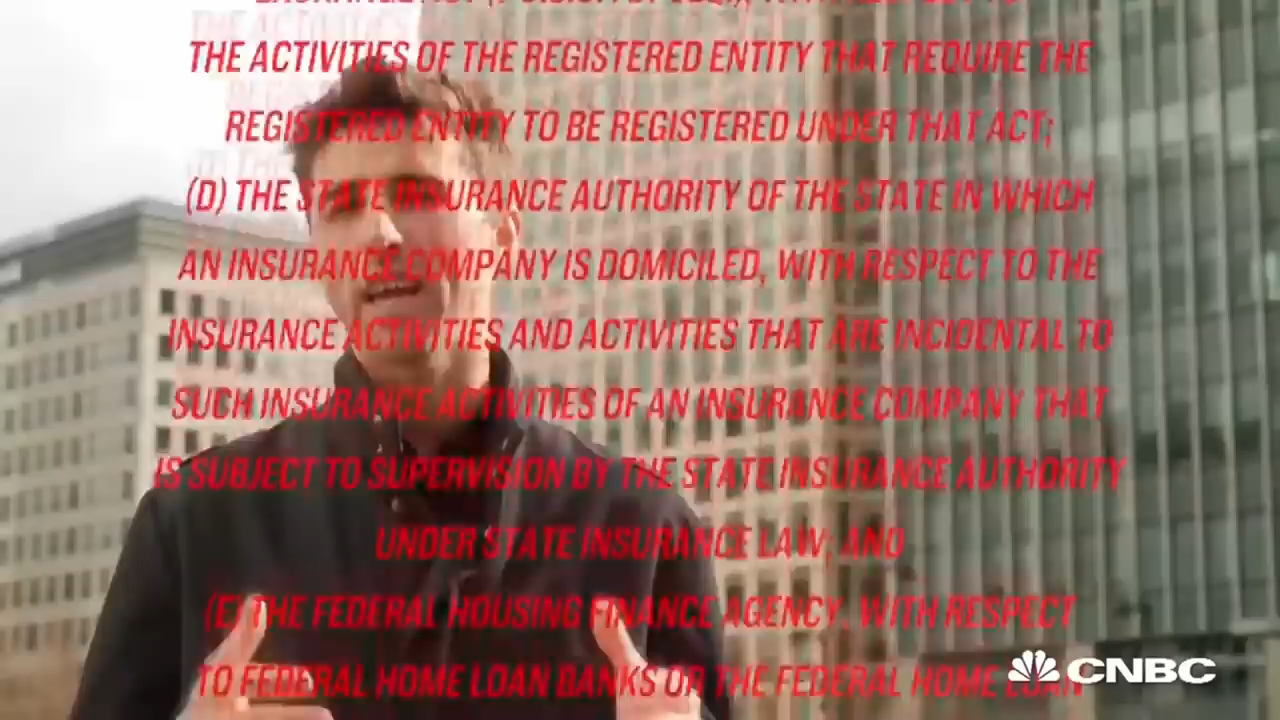 THE ACTIVITIES OF THE REGISTERED ENTITY THAT REQUIRE THE
REGISTERED ENTITY TO BE REGISTERED UNDER THAT ACT;
(D) THE STATE INSURANCE AUTHORITY OF THE STATE IN WHICH
AN INSURANCE COMPANY IS DOMICILED, WITH RESPECT TO THE
INSURANCE ACTIVITIES AND ACTIVITIES THAT ARE INCIDENTAL TO
SUCH INSURANCE ACTIVITIES OF AN INSURANCE COMPANY THAT
IS SUBJECT TO SUPERVISION BY THE STATE INSURANCE AUTHORITY
UNDER STATE INSURANCE LAW; AND
(E) THE FEDERAL HOUSING FINANCE AGENCY, WITH RESPECT
TO FEDERAL HOME LOAN BANKS OR THE FEDERAL HOME LOAN
CNBC